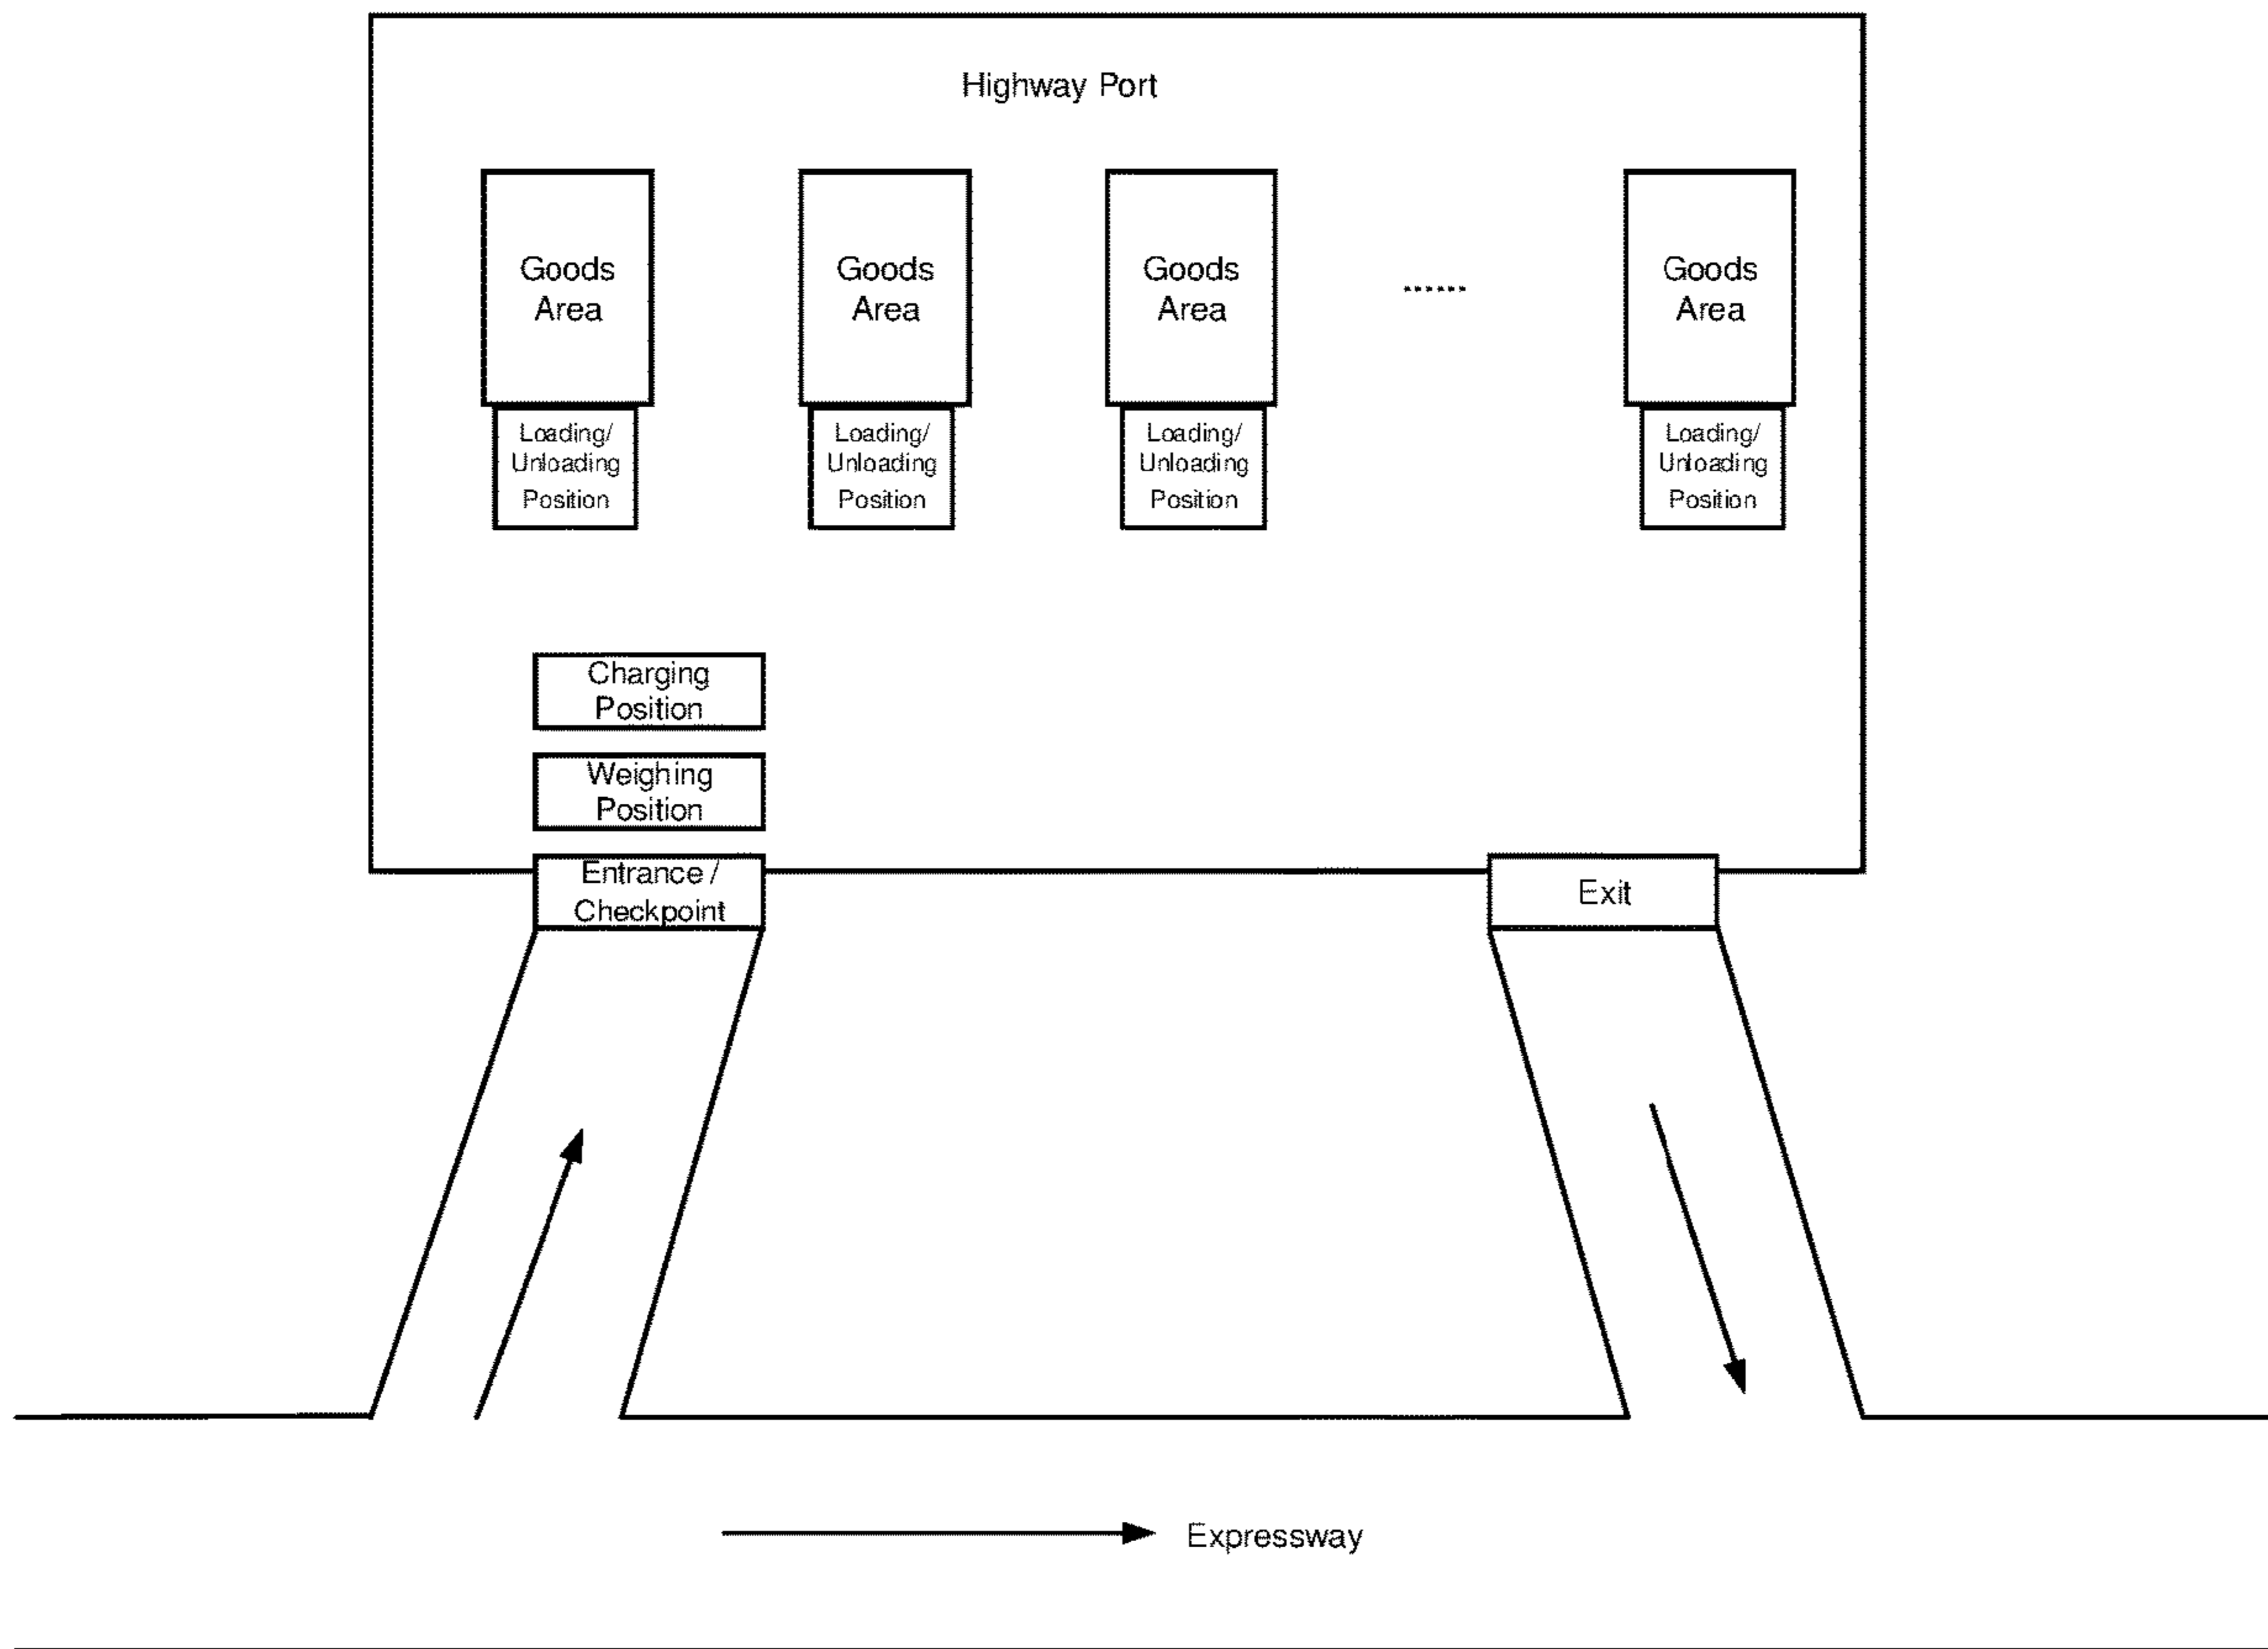 Highway Port
Goods
Area
Goods
Area
Goods
Area
......
Goods
Area
Loading/
Unloading
Position
Loading/
Unloading
Position
Loading/
Unloading
Position
Loading/
Unloading
Position
Charging
Position
Weighing
Position
Entrance /
Checkpoint
Exit
Expressway